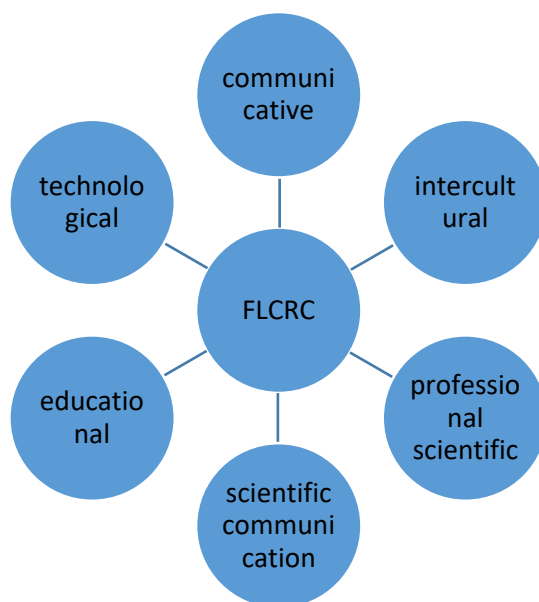 communi
cative
technolo
gical
intercult
ural
FLCRC
educatio
nal
professio
nal
scientific
scientific
communi
cation